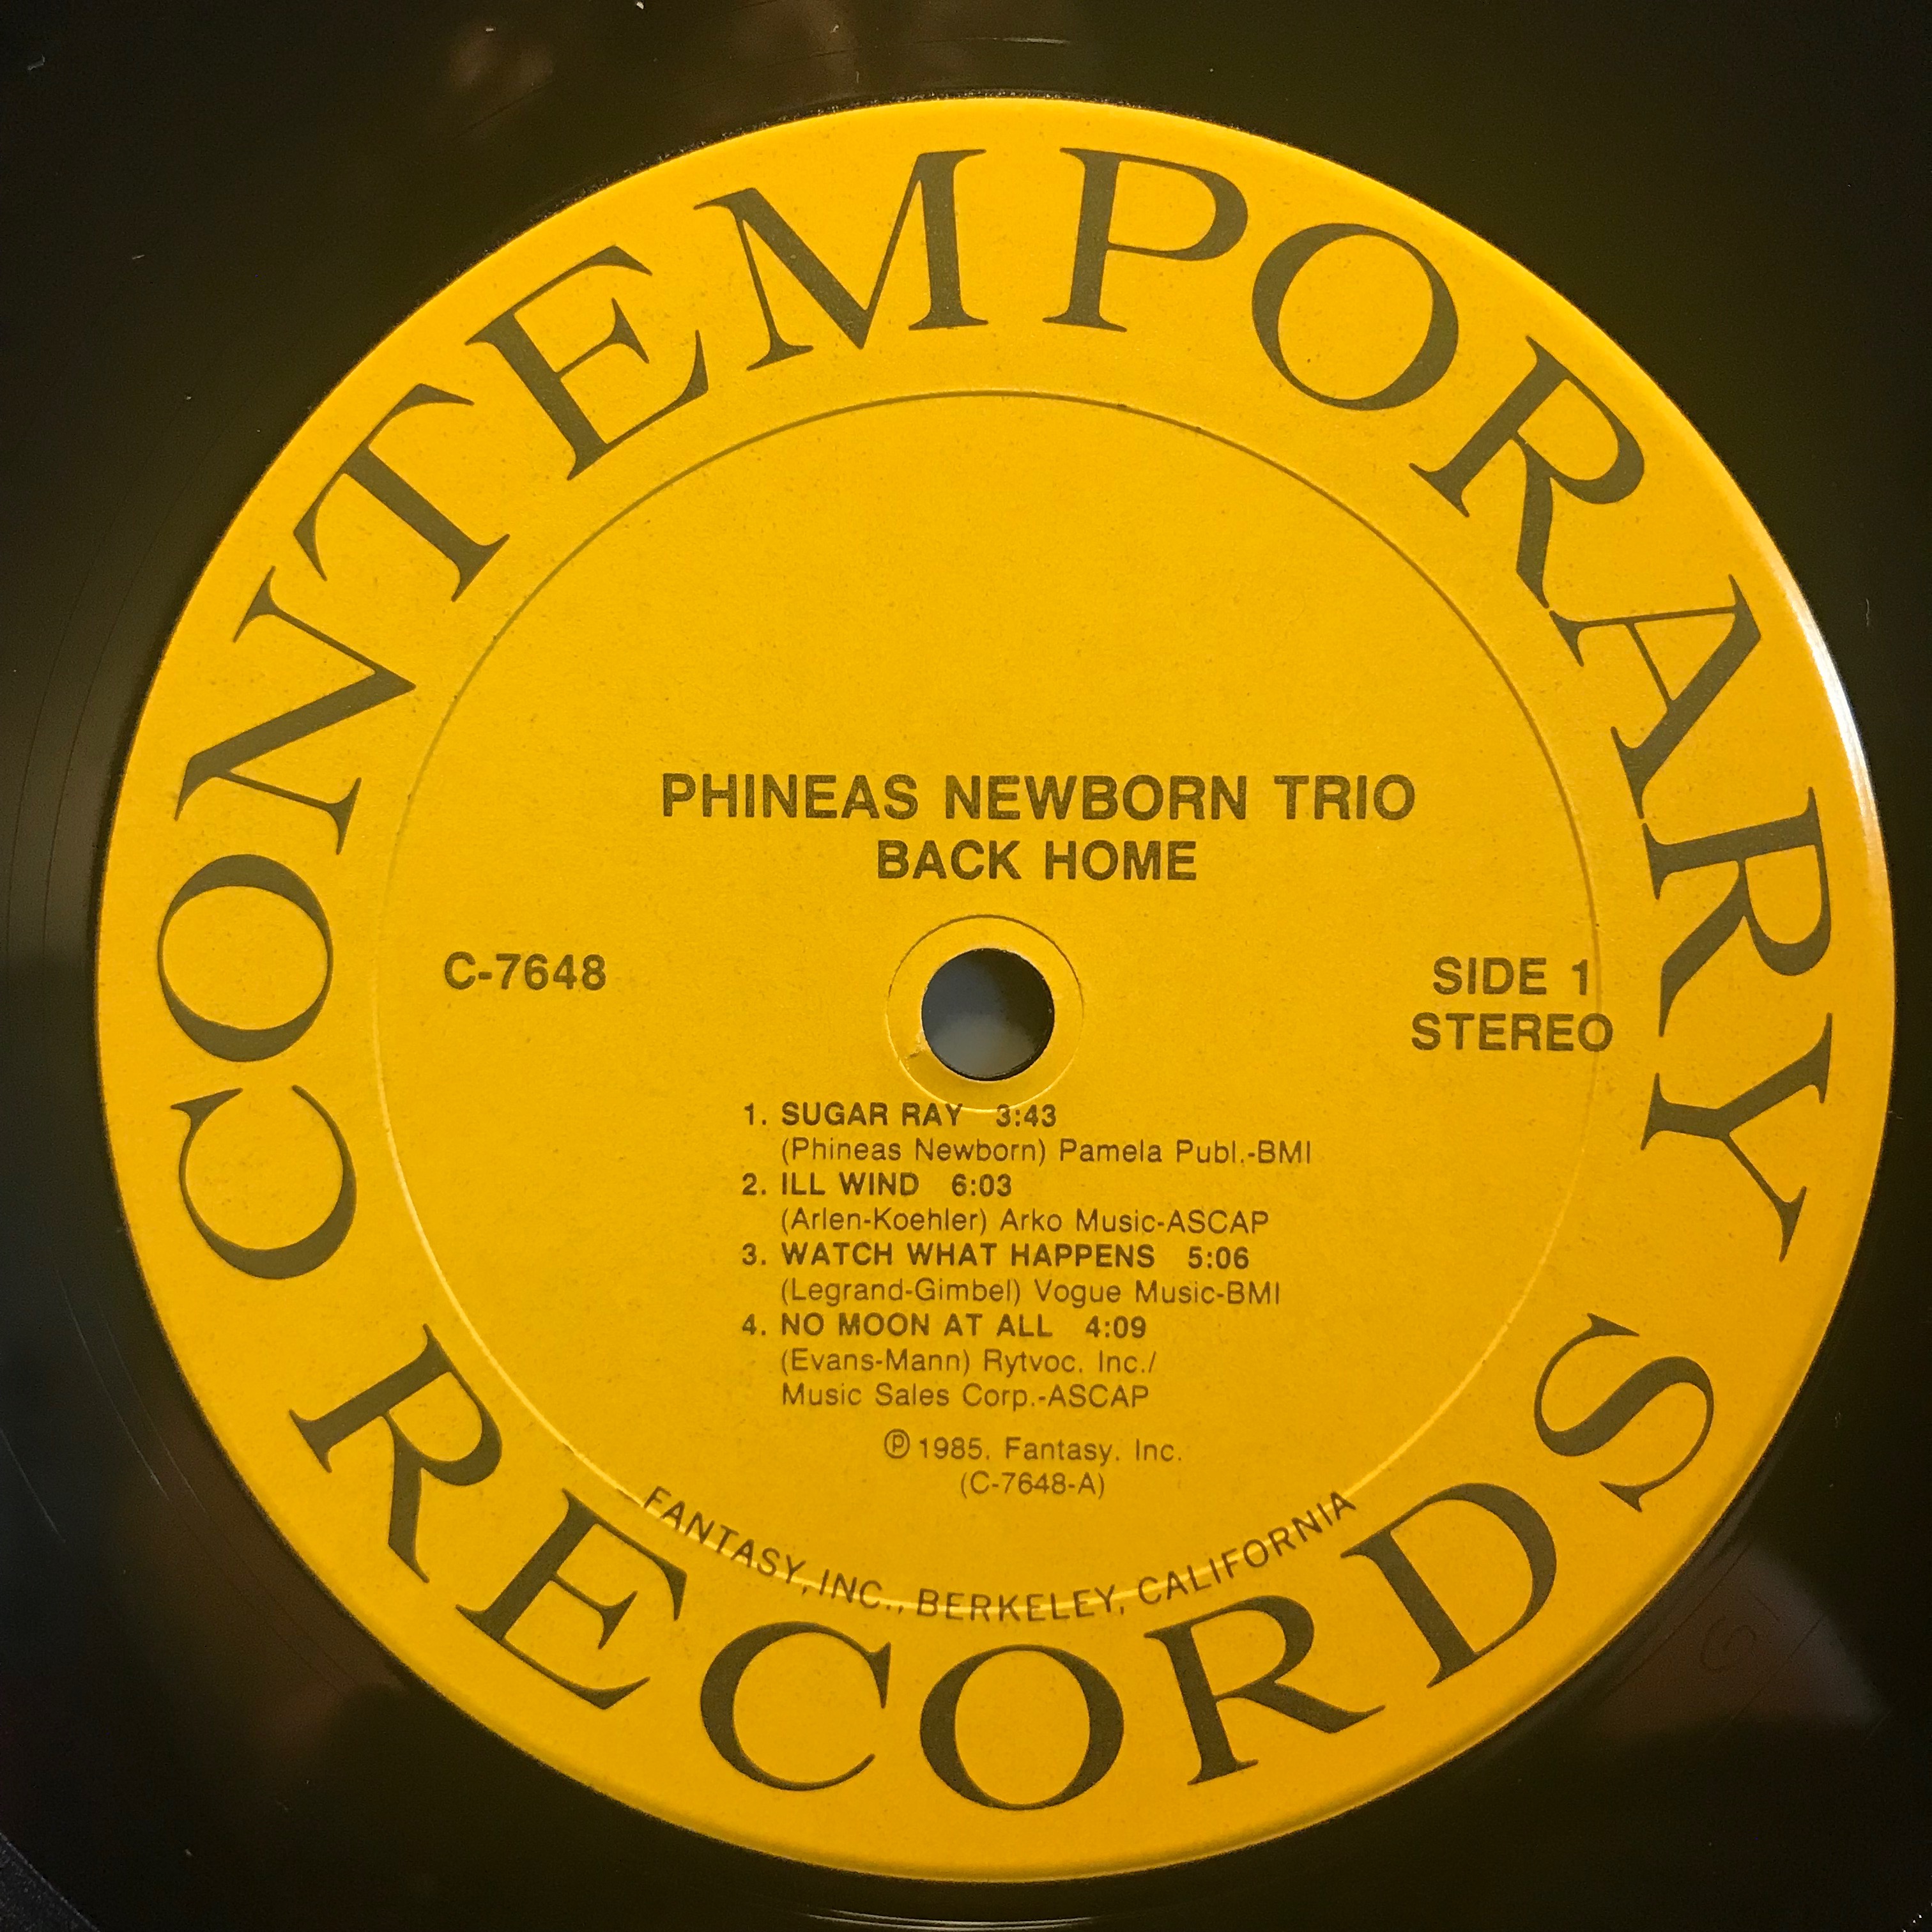 CONTEMPORARY
PHINEAS NEWBORN TRIO
BACK HOME
C-7648
SIDE 1
STEREO
1. SUGAR RAY 3:43
(Phineas Newborn) Pamela Publ.-BMI
2. ILL WIND 6:03
(Arlen-Koehler) Arko Music-ASCAP
3. WATCH WHAT HAPPENS 5:06
(Legrand-Gimbel) Vogue Music-BMI
4. NO MOON AT ALL 4:09
(Evans-Mann) Rytvoc, Inc./
Music Sales Corp.-ASCAP
℗ 1985, Fantasy, Inc.
(C-7648-A)
FANTASY, INC., BERKELEY, CALIFORNIA
RECORDS